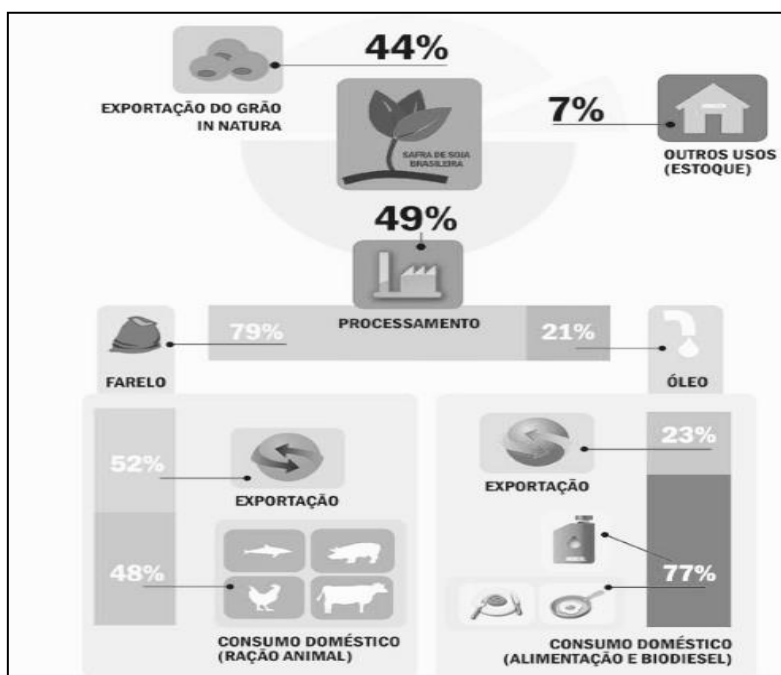 44%
EXPORTAÇÃO DO GRÃO
IN NATURA
7%
OUTROS USOS
(ESTOQUE)
SAFRA DE SOJA
BRASILEIRA
49%
PROCESSAMENTO
79%
21%
FARELO
ÓLEO
52%
EXPORTAÇÃO
48%
CONSUMO DOMÉSTICO
(RAÇÃO ANIMAL)
23%
EXPORTAÇÃO
77%
CONSUMO DOMÉSTICO
(ALIMENTAÇÃO E BIODIESEL)